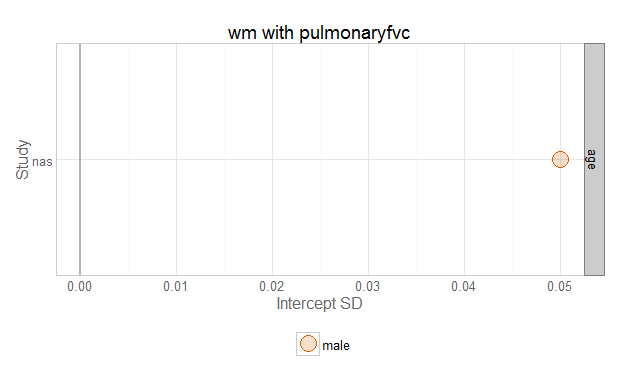 wm with pulmonaryfvc
Study
nas
age
0.00 0.01 0.02 0.03 0.04 0.05
Intercept SD
male